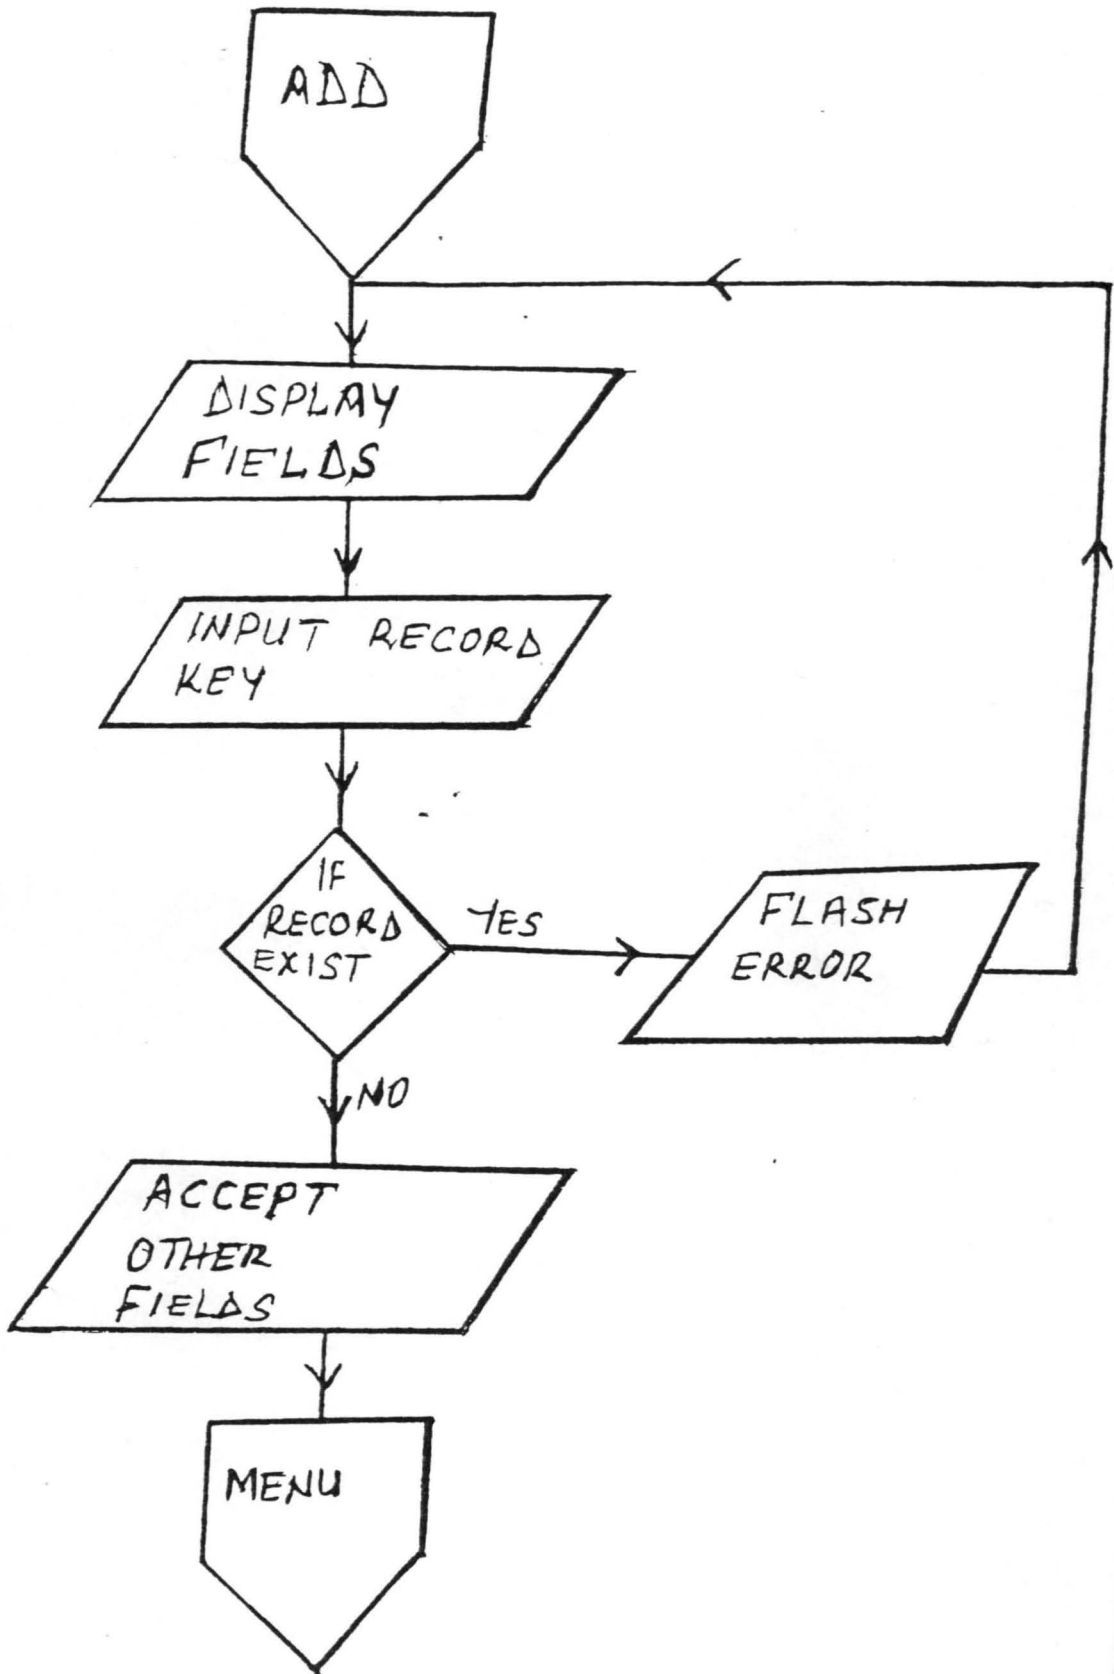 ADD
DISPLAY
FIELDS
INPUT RECORD
KEY
IF
RECORD
EXIST
YES
FLASH
ERROR
NO
ACCEPT
OTHER
FIELDS
MENU